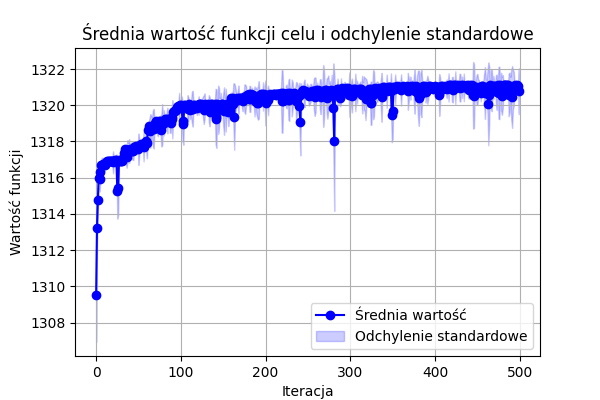 Średnia wartość funkcji celu i odchylenie standardowe
Wartość funkcji
1322
1320
1318
1316
1314
1312
1310
1308
Średnia wartość
Odchylenie standardowe
0 100 200 300 400 500
Iteracja